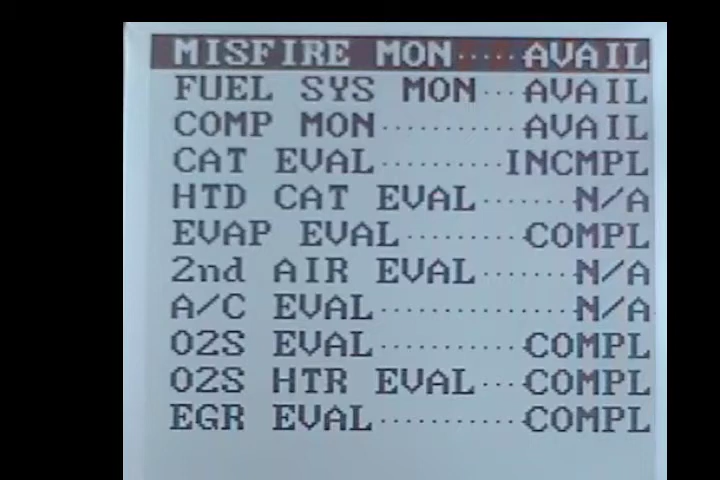 MISFIRE MON·····AVAIL
FUEL SYS MON··AVAIL
COMP MON···········AVAIL
CAT EVAL·········INCMPL
HTD CAT EVAL·······N/A
EVAP EVAL·········COMPL
2nd AIR EVAL·······N/A
A/C EVAL··············N/A
O2S EVAL···········COMPL
O2S HTR EVAL···COMPL
EGR EVAL···········COMPL